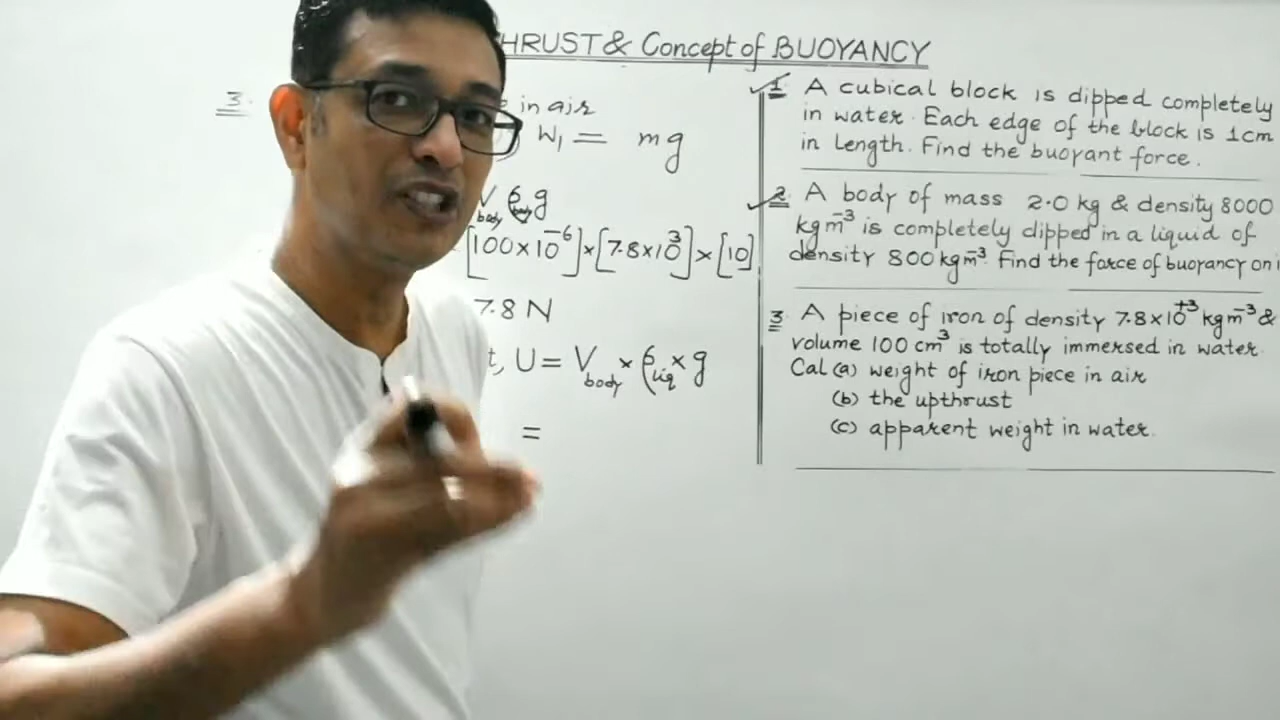 HRUST & Concept of BUOYANCY
3.
in air
W₁ = mg
V body ρ body g
[100×10⁻⁶]×[7.8×10³]×[10]
7.8 N
t, U = V body × ρ liq × g
=
1. A cubical block is dipped completely
in water. Each edge of the block is 1cm
in length. Find the buoyant force.
2. A body of mass 2.0 kg & density 8000
kgm⁻³ is completely dipped in a liquid of
density 800 kgm⁻³. Find the force of buoyancy on i
3. A piece of iron of density 7.8×10⁺³ kgm⁻³ &
volume 100 cm³ is totally immersed in water.
Cal (a) weight of iron piece in air
(b) the upthrust
(c) apparent weight in water.